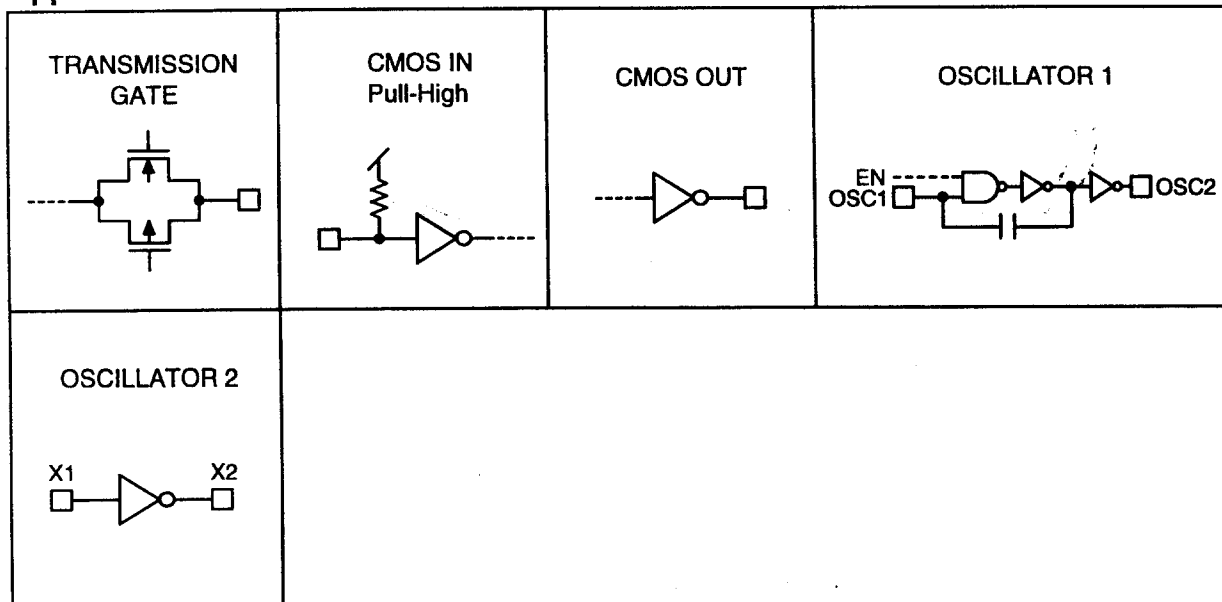 TRANSMISSION
GATE
CMOS IN
Pull-High
CMOS OUT
OSCILLATOR 1
EN
OSC1
OSC2
OSCILLATOR 2
X1
X2